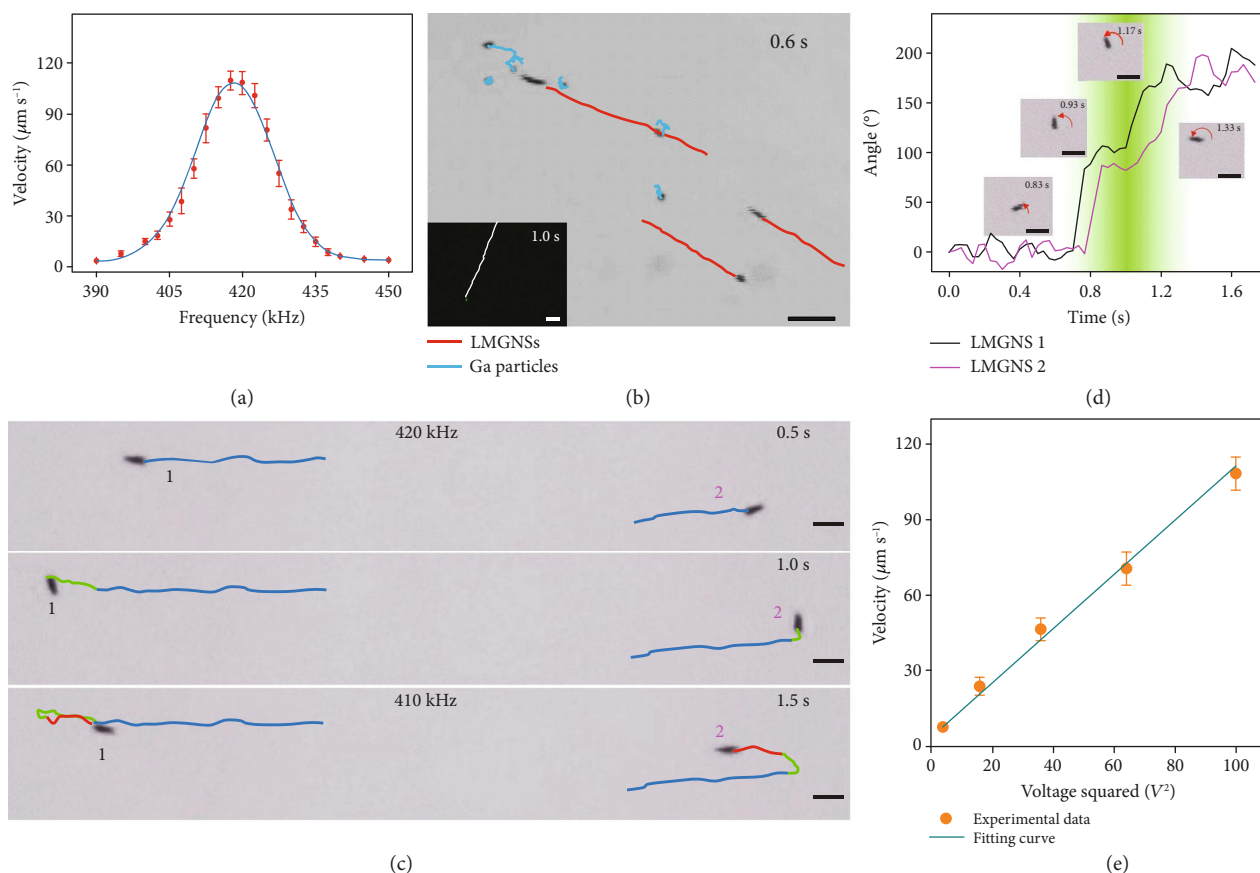 120
90
60
30
0
Velocity (μm s⁻¹)
390 405 420 435 450
Frequency (kHz)
(a)
0.6 s
1.0 s
LMGNSs
Ga particles
(b)
200
150
100
50
0
Angle (°)
1.17 s
0.93 s
1.33 s
0.83 s
0.0 0.4 0.8 1.2 1.6
Time (s)
LMGNS 1
LMGNS 2
(d)
420 kHz 0.5 s
1
2
1.0 s
1
2
410 kHz 1.5 s
1
2
(c)
120
90
60
30
0
Velocity (μm s⁻¹)
0 20 40 60 80 100
Voltage squared (V²)
Experimental data
Fitting curve
(e)